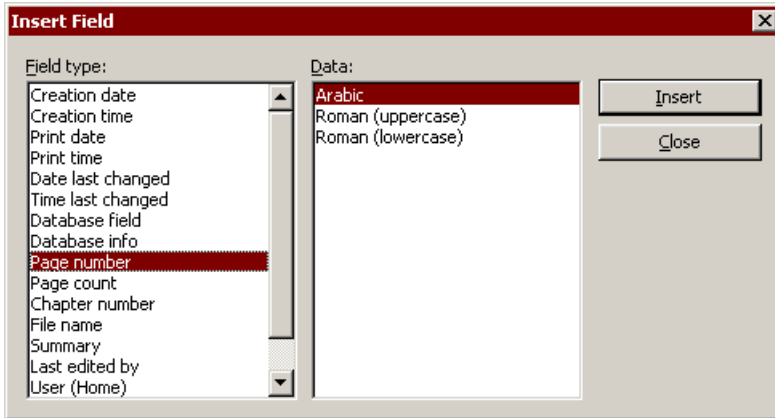 Insert Field
Field type:
Creation date
Creation time
Print date
Print time
Date last changed
Time last changed
Database field
Database info
Page number
Page count
Chapter number
File name
Summary
Last edited by
User (Home)
Data:
Arabic
Roman (uppercase)
Roman (lowercase)
Insert
Close